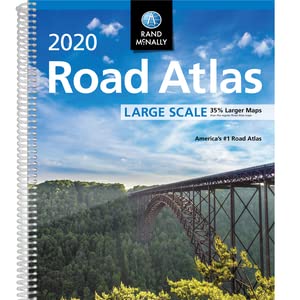 RAND
McNALLY
2020
Road Atlas
LARGE SCALE
35% Larger Maps
America's #1 Road Atlas